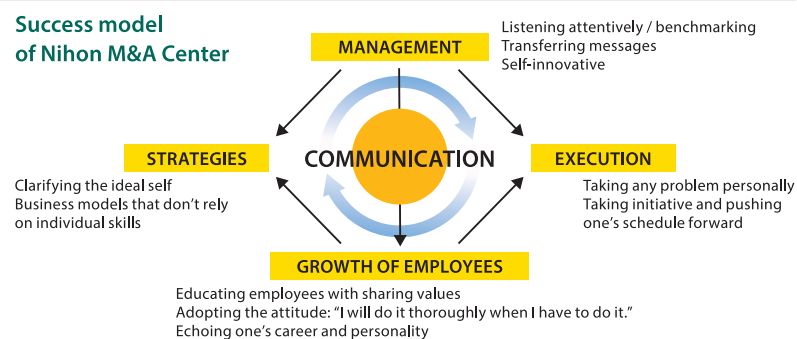 Success model
of Nihon M&A Center
MANAGEMENT
Listening attentively / benchmarking
Transferring messages
Self-innovative
STRATEGIES
Clarifying the ideal self
Business models that don’t rely
on individual skills
COMMUNICATION
EXECUTION
Taking any problem personally
Taking initiative and pushing
one’s schedule forward
GROWTH OF EMPLOYEES
Educating employees with sharing values
Adopting the attitude: “I will do it thoroughly when I have to do it.”
Echoing one’s career and personality